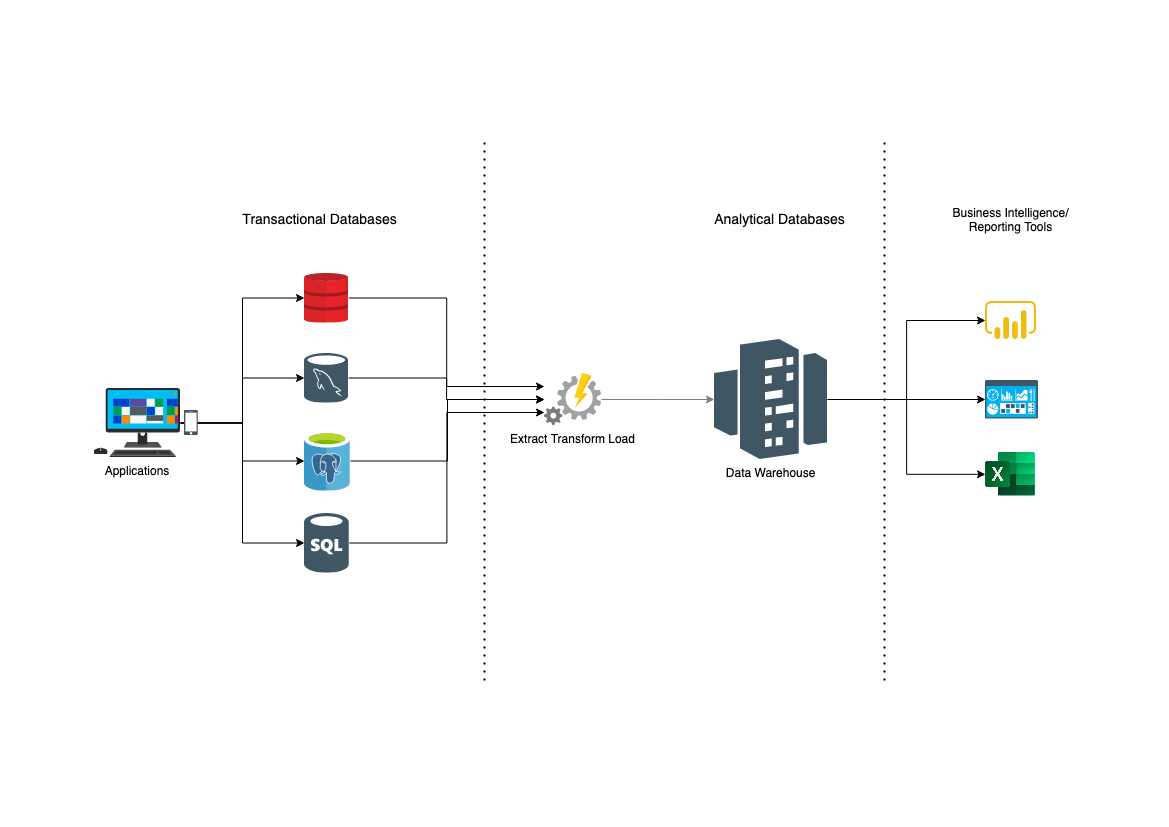 Transactional Databases
Analytical Databases
Business Intelligence/
Reporting Tools
Applications
SQL
Extract Transform Load
Data Warehouse
X